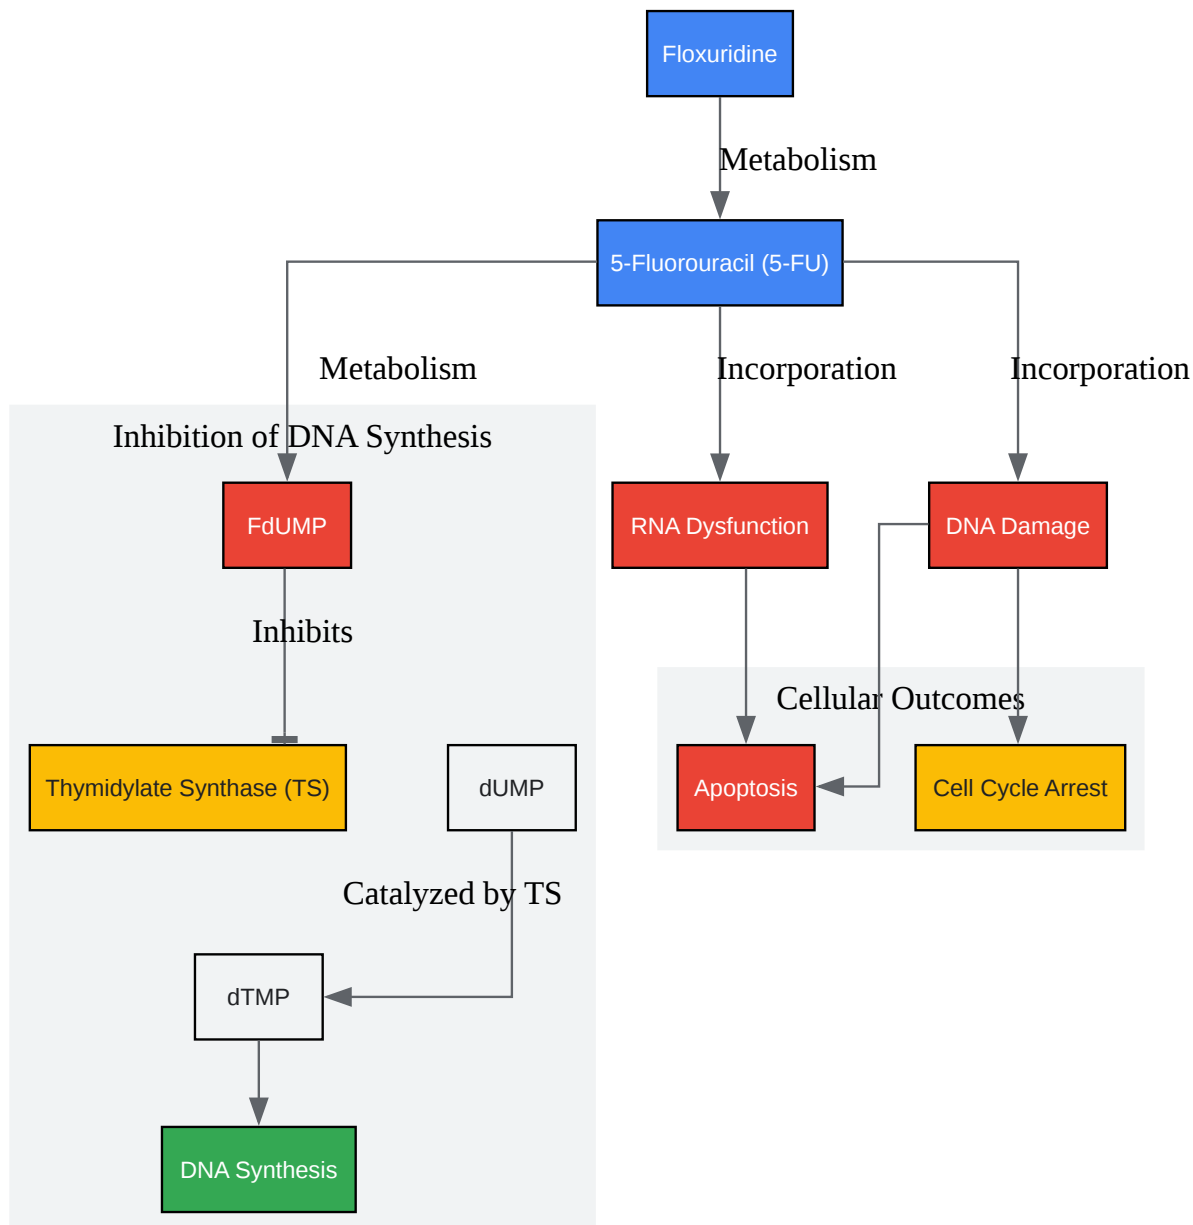 Floxuridine
Metabolism
5-Fluorouracil (5-FU)
Metabolism
Incorporation
Incorporation
Inhibition of DNA Synthesis
FdUMP
RNA Dysfunction
DNA Damage
Inhibits
Cellular Outcomes
Thymidylate Synthase (TS)
dUMP
Apoptosis
Cell Cycle Arrest
Catalyzed by TS
dTMP
DNA Synthesis